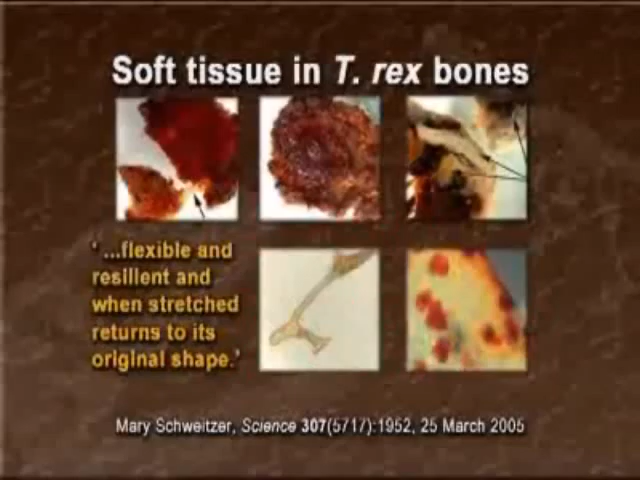 Soft tissue in T. rex bones
‘ ...flexible and
resilient and
when stretched
returns to its
original shape.’
Mary Schweitzer, Science 307(5717):1952, 25 March 2005